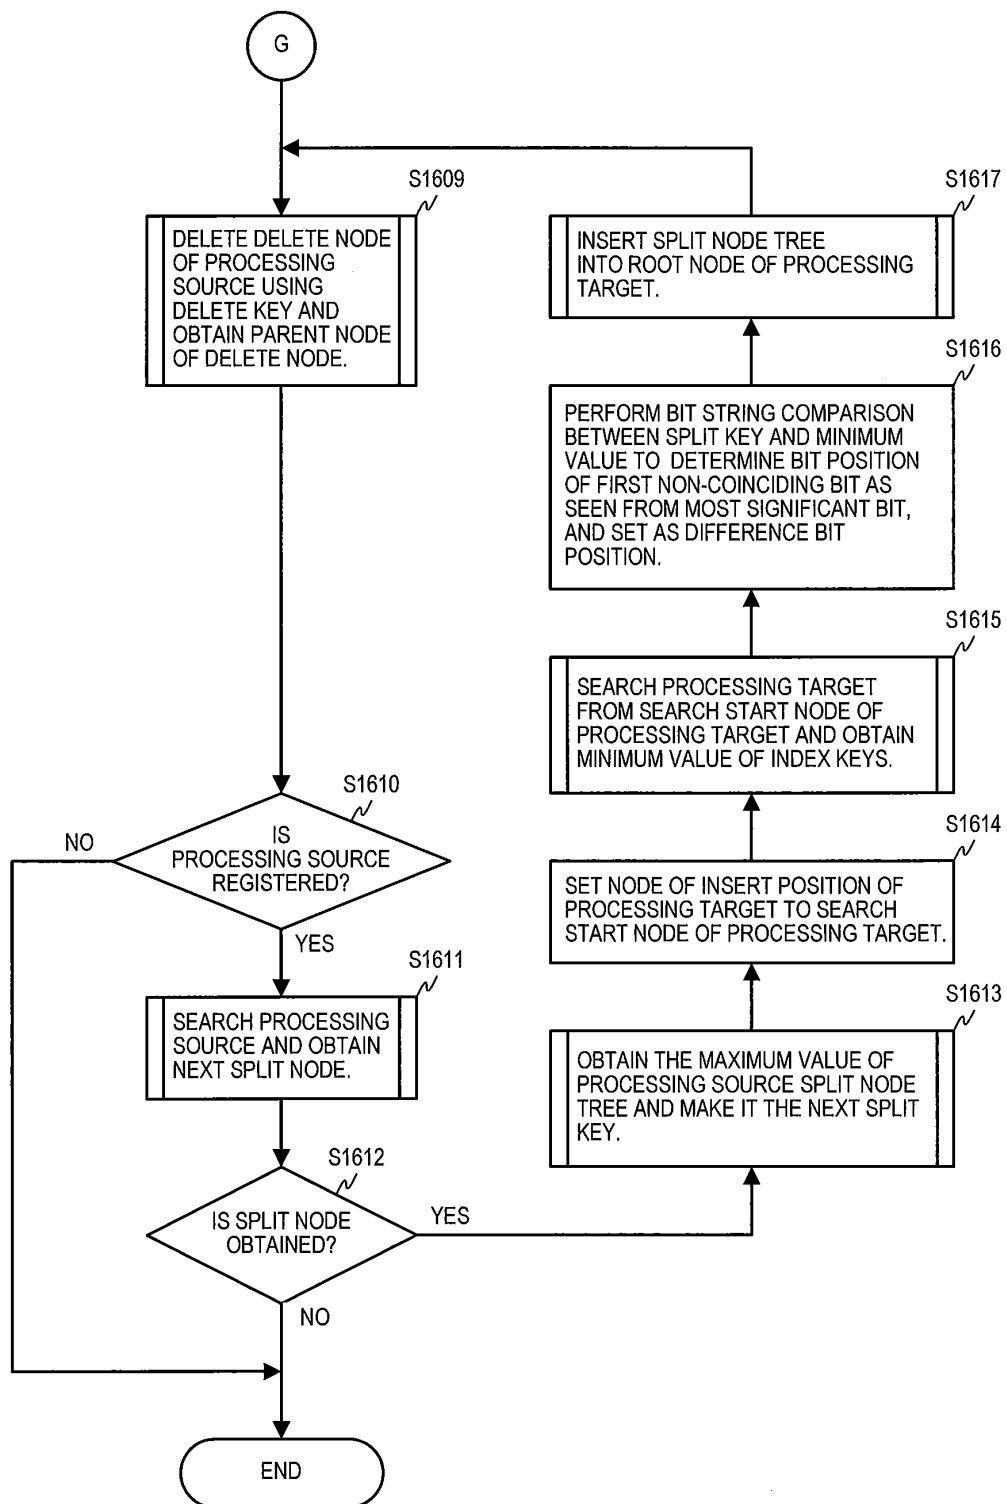 G
S1609
DELETE DELETE NODE
OF PROCESSING
SOURCE USING
DELETE KEY AND
OBTAIN PARENT NODE
OF DELETE NODE.
S1610
IS
PROCESSING SOURCE
REGISTERED?
NO
YES
S1611
SEARCH PROCESSING
SOURCE AND OBTAIN
NEXT SPLIT NODE.
S1612
IS SPLIT NODE
OBTAINED?
YES
NO
END
S1617
INSERT SPLIT NODE TREE
INTO ROOT NODE OF PROCESSING
TARGET.
S1616
PERFORM BIT STRING COMPARISON
BETWEEN SPLIT KEY AND MINIMUM
VALUE TO DETERMINE BIT POSITION
OF FIRST NON-COINCIDING BIT AS
SEEN FROM MOST SIGNIFICANT BIT,
AND SET AS DIFFERENCE BIT
POSITION.
S1615
SEARCH PROCESSING TARGET
FROM SEARCH START NODE OF
PROCESSING TARGET AND OBTAIN
MINIMUM VALUE OF INDEX KEYS.
S1614
SET NODE OF INSERT POSITION OF
PROCESSING TARGET TO SEARCH
START NODE OF PROCESSING TARGET.
S1613
OBTAIN THE MAXIMUM VALUE OF
PROCESSING SOURCE SPLIT NODE
TREE AND MAKE IT THE NEXT SPLIT
KEY.